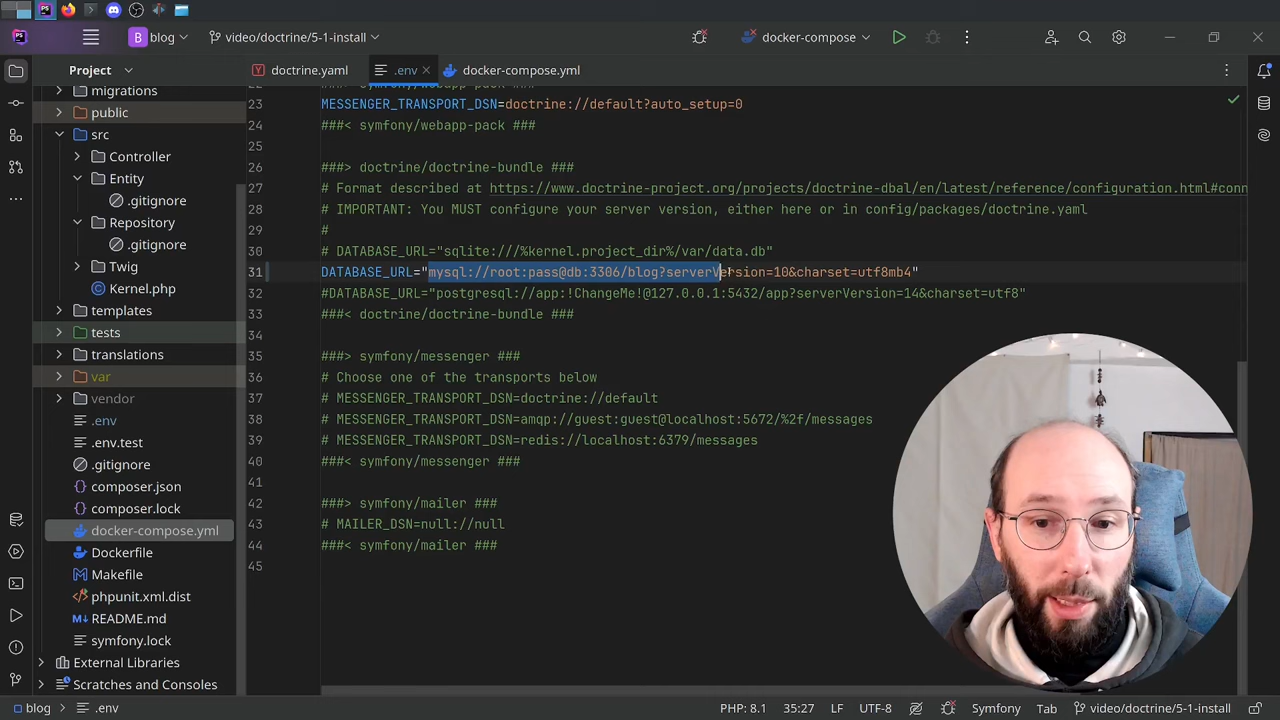 B blog
video/doctrine/5-1-install
docker-compose
Project
doctrine.yaml
.env
docker-compose.yml
migrations
public
src
Controller
Entity
.gitignore
Repository
.gitignore
Twig
Kernel.php
templates
tests
translations
var
vendor
.env
.env.test
.gitignore
composer.json
composer.lock
docker-compose.yml
Dockerfile
Makefile
phpunit.xml.dist
README.md
symfony.lock
External Libraries
Scratches and Consoles
23 MESSENGER_TRANSPORT_DSN=doctrine://default?auto_setup=0
24 ###< symfony/webapp-pack ###
25
26 ###> doctrine/doctrine-bundle ###
27 # Format described at https://www.doctrine-project.org/projects/doctrine-dbal/en/latest/reference/configuration.html#conn
28 # IMPORTANT: You MUST configure your server version, either here or in config/packages/doctrine.yaml
29 #
30 # DATABASE_URL="sqlite:///%kernel.project_dir%/var/data.db"
31 DATABASE_URL="mysql://root:pass@db:3306/blog?serverVersion=10&charset=utf8mb4"
32 #DATABASE_URL="postgresql://app:!ChangeMe!@127.0.0.1:5432/app?serverVersion=14&charset=utf8"
33 ###< doctrine/doctrine-bundle ###
34
35 ###> symfony/messenger ###
36 # Choose one of the transports below
37 # MESSENGER_TRANSPORT_DSN=doctrine://default
38 # MESSENGER_TRANSPORT_DSN=amqp://guest:guest@localhost:5672/%2f/messages
39 # MESSENGER_TRANSPORT_DSN=redis://localhost:6379/messages
40 ###< symfony/messenger ###
41
42 ###> symfony/mailer ###
43 # MAILER_DSN=null://null
44 ###< symfony/mailer ###
45
blog > .env
PHP: 8.1
35:27
LF
UTF-8
Symfony
Tab
video/doctrine/5-1-install